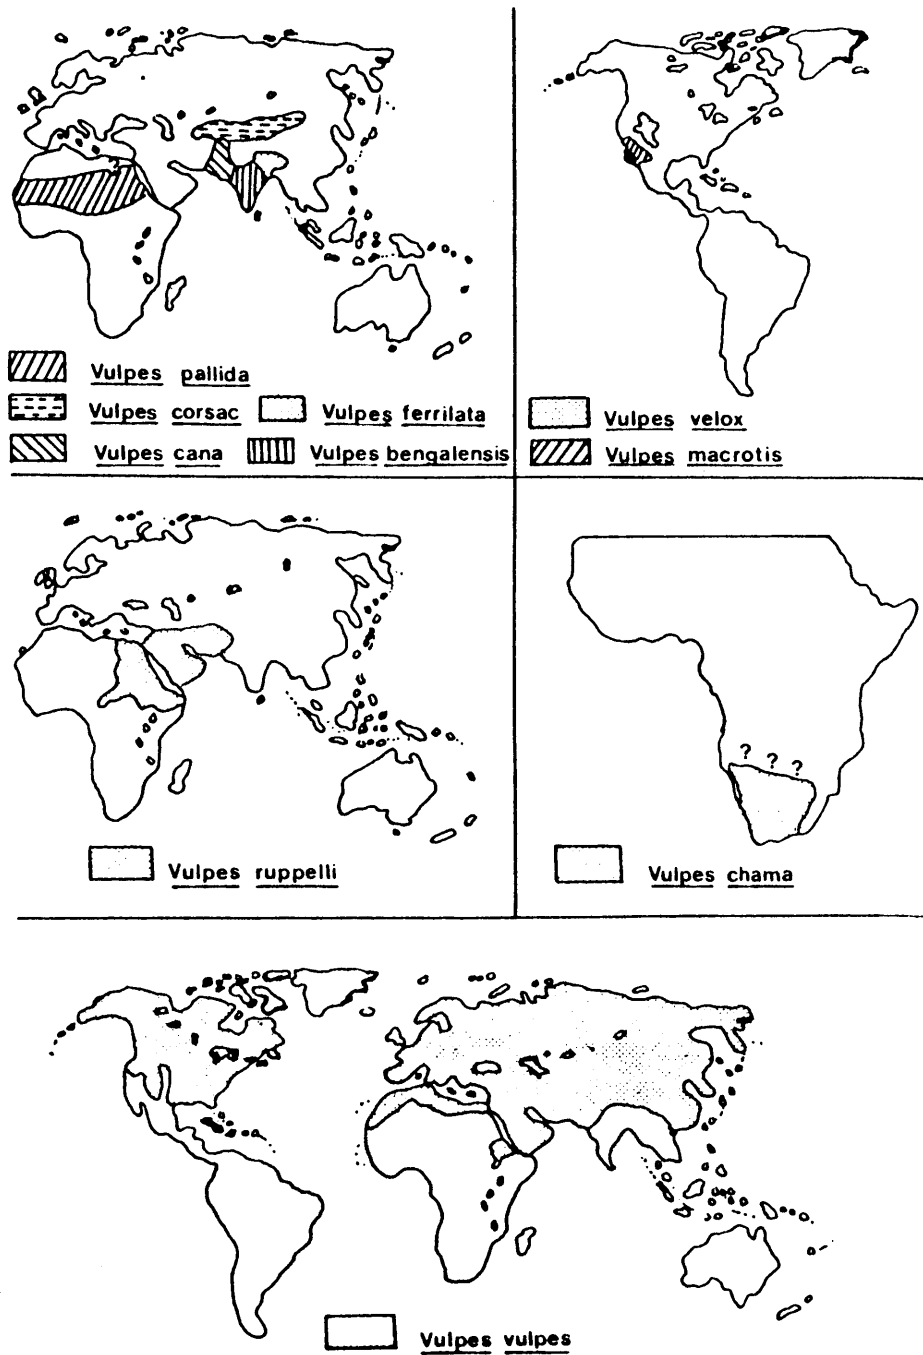 Vulpes pallida
Vulpes corsac Vulpes ferrilata
Vulpes cana Vulpes bengalensis
Vulpes velox
Vulpes macrotis
Vulpes ruppelli
? ? ?
Vulpes chama
Vulpes vulpes